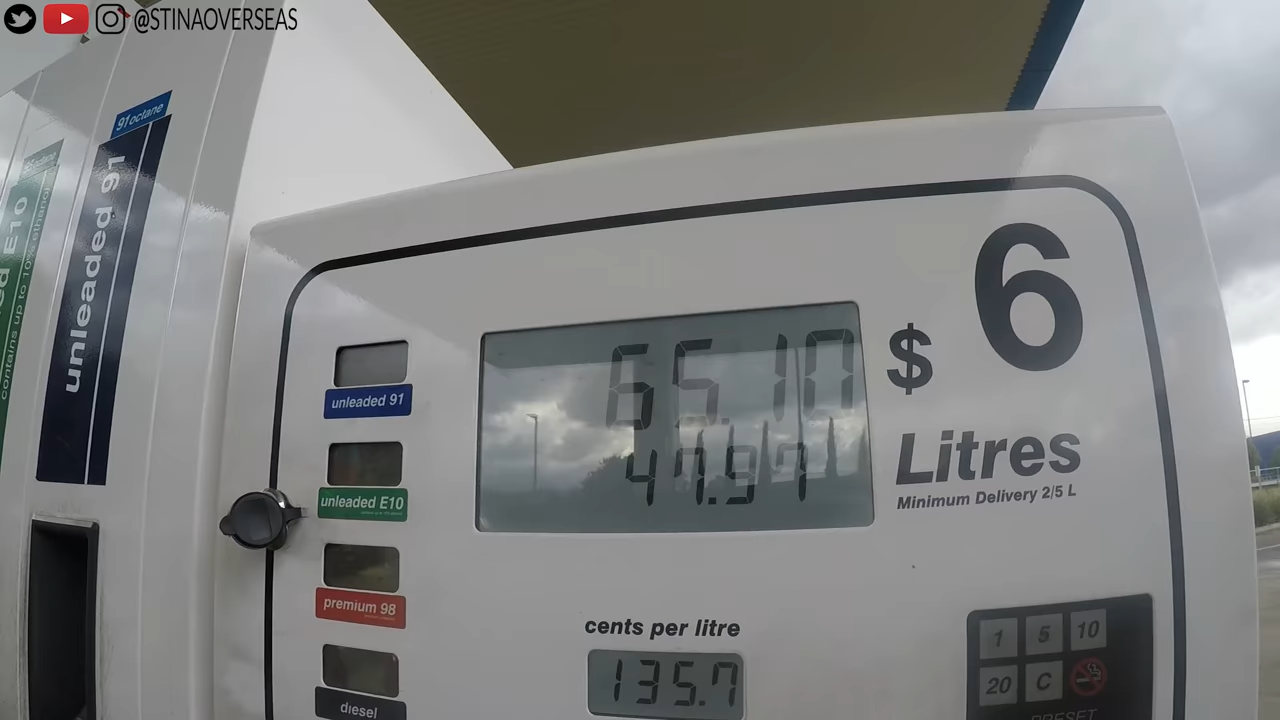 @STINAOVERSEAS
91 octane
unleaded 91
E10
contains up to 10% ethanol
6
65.10 $
47.97 Litres
Minimum Delivery 2/5 L
unleaded 91
unleaded E10
premium 98
diesel
cents per litre
135.7
1 5 10
20 C
PRESET